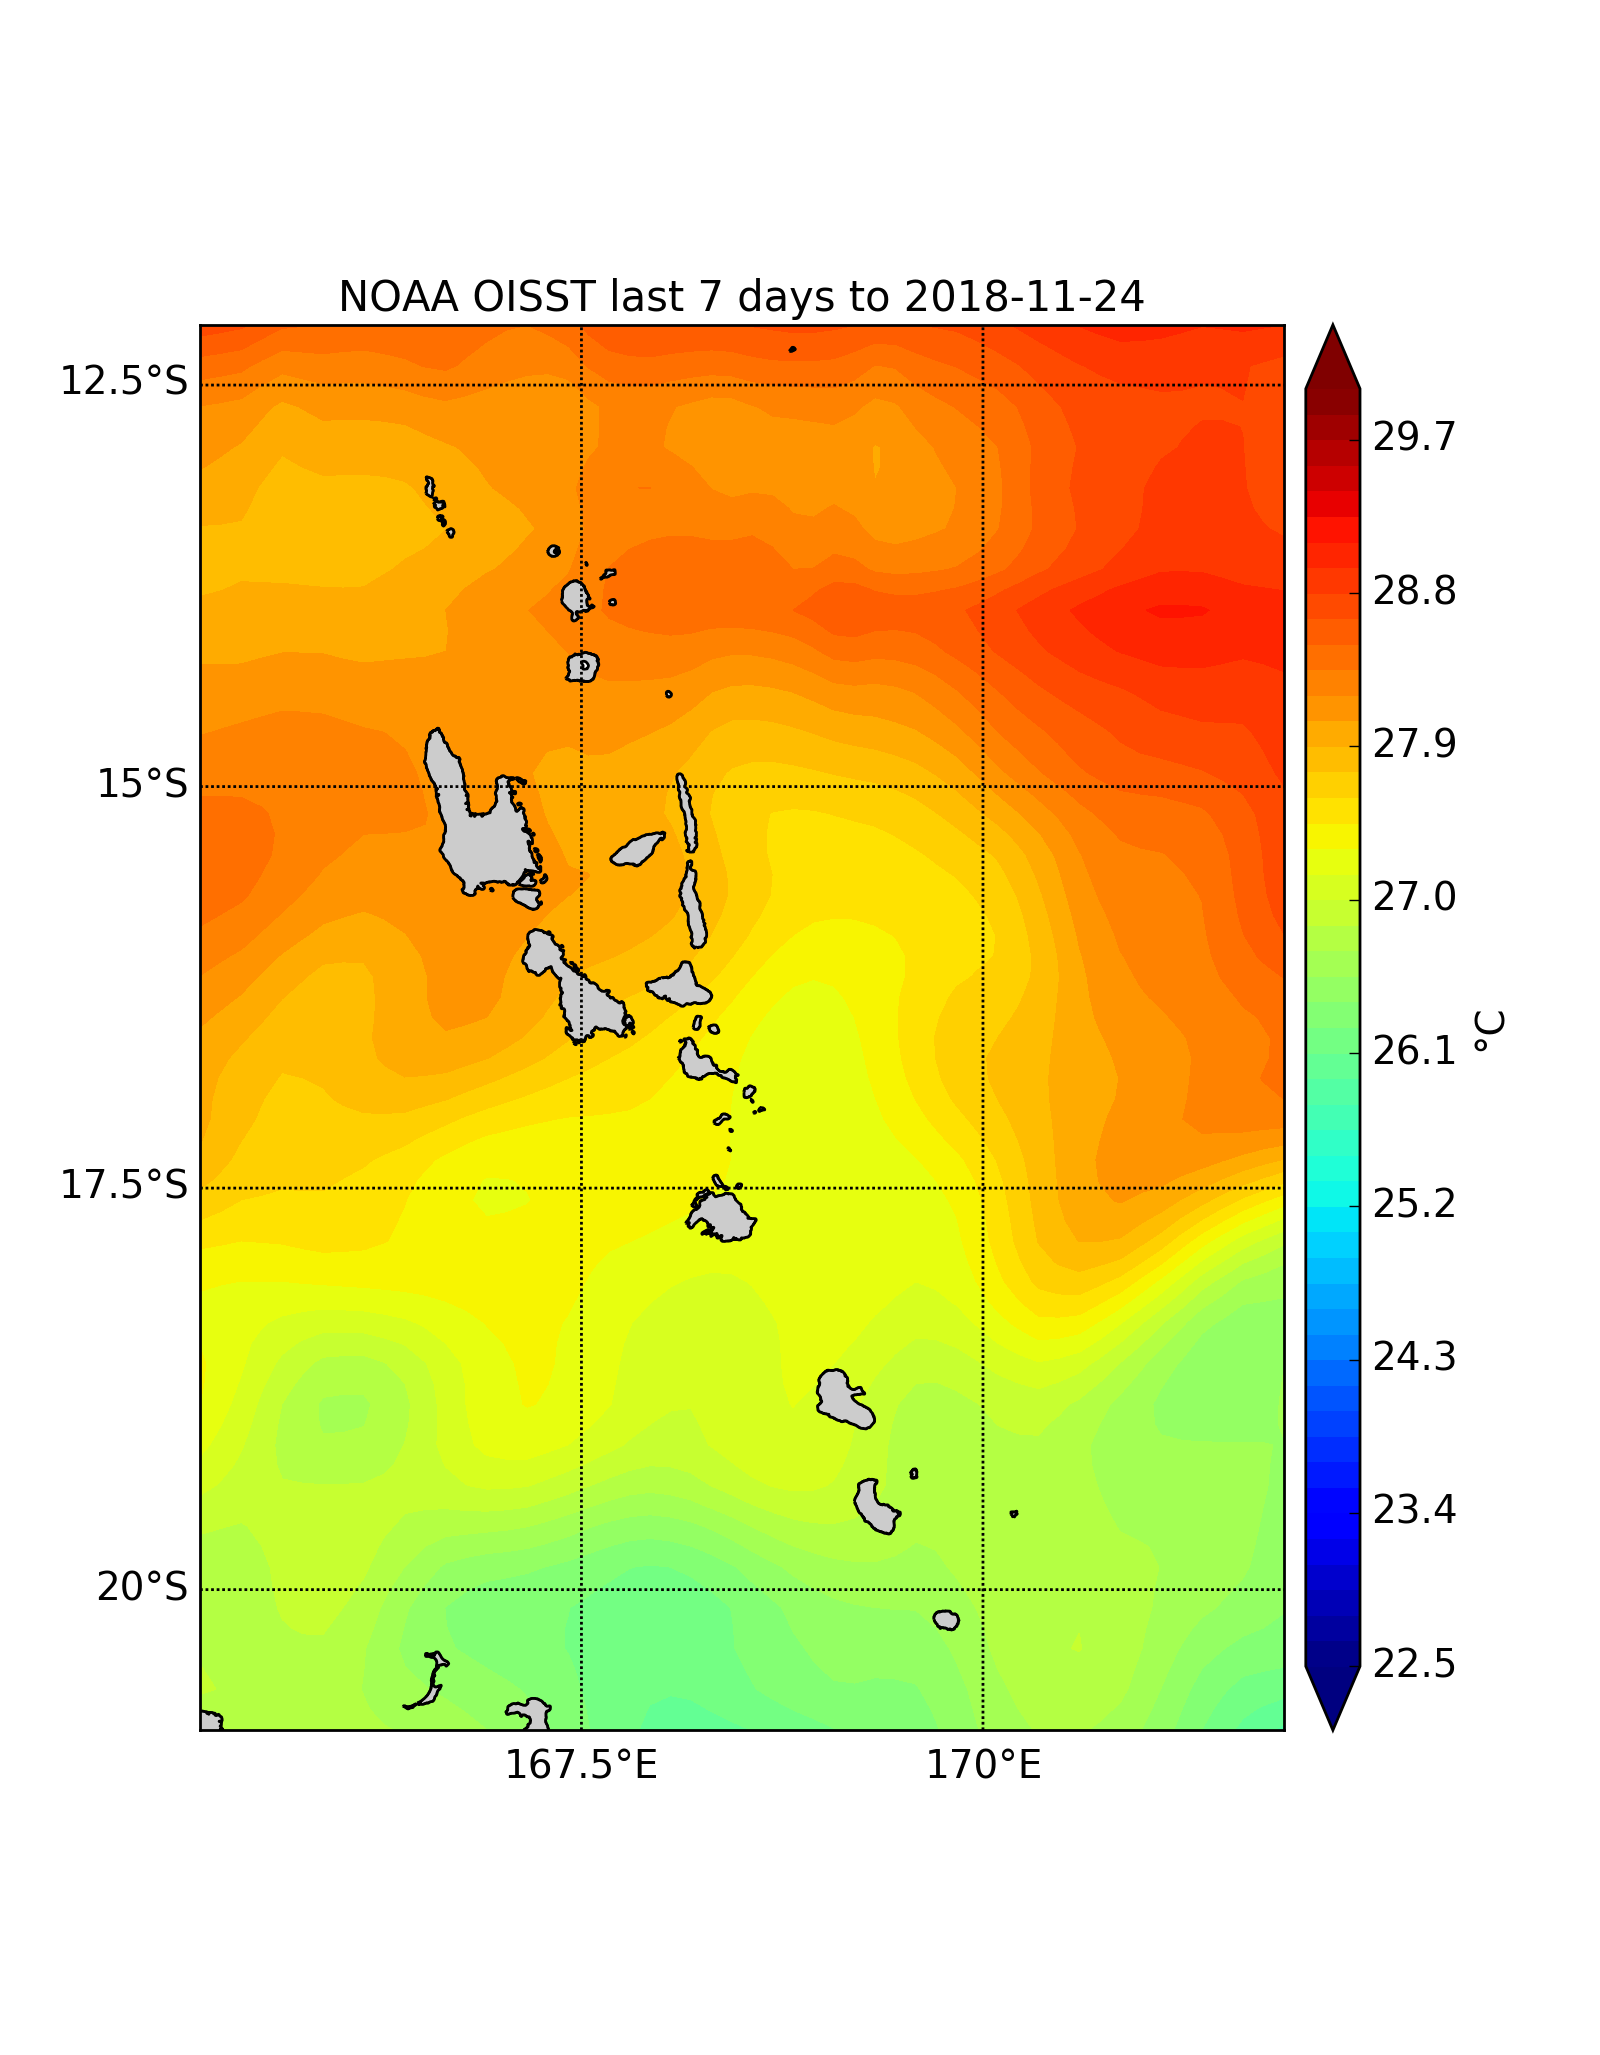 NOAA OISST last 7 days to 2018-11-24
12.5°S
15°S
17.5°S
20°S
167.5°E
170°E
29.7
28.8
27.9
27.0
26.1
25.2
24.3
23.4
22.5
°C